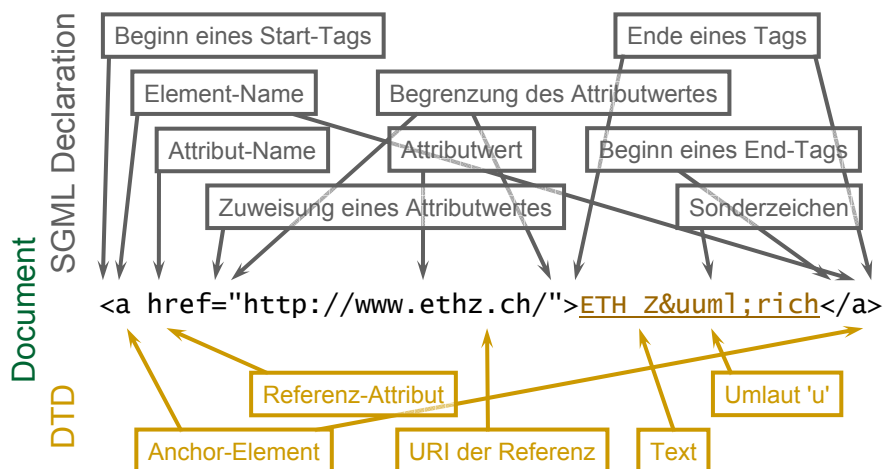 SGML Declaration
Document
DTD
Beginn eines Start-Tags
Ende eines Tags
Element-Name
Begrenzung des Attributwertes
Attribut-Name
Attributwert
Beginn eines End-Tags
Zuweisung eines Attributwertes
Sonderzeichen
<a href="http://www.ethz.ch/">ETH Z&uuml;rich</a>
Referenz-Attribut
Umlaut 'u'
Anchor-Element
URI der Referenz
Text